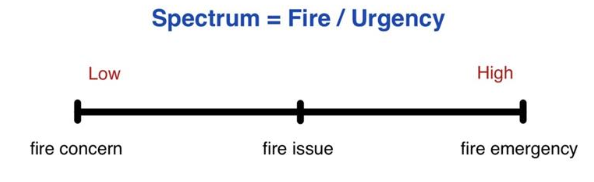 Spectrum = Fire / Urgency
Low High
fire concern fire issue fire emergency